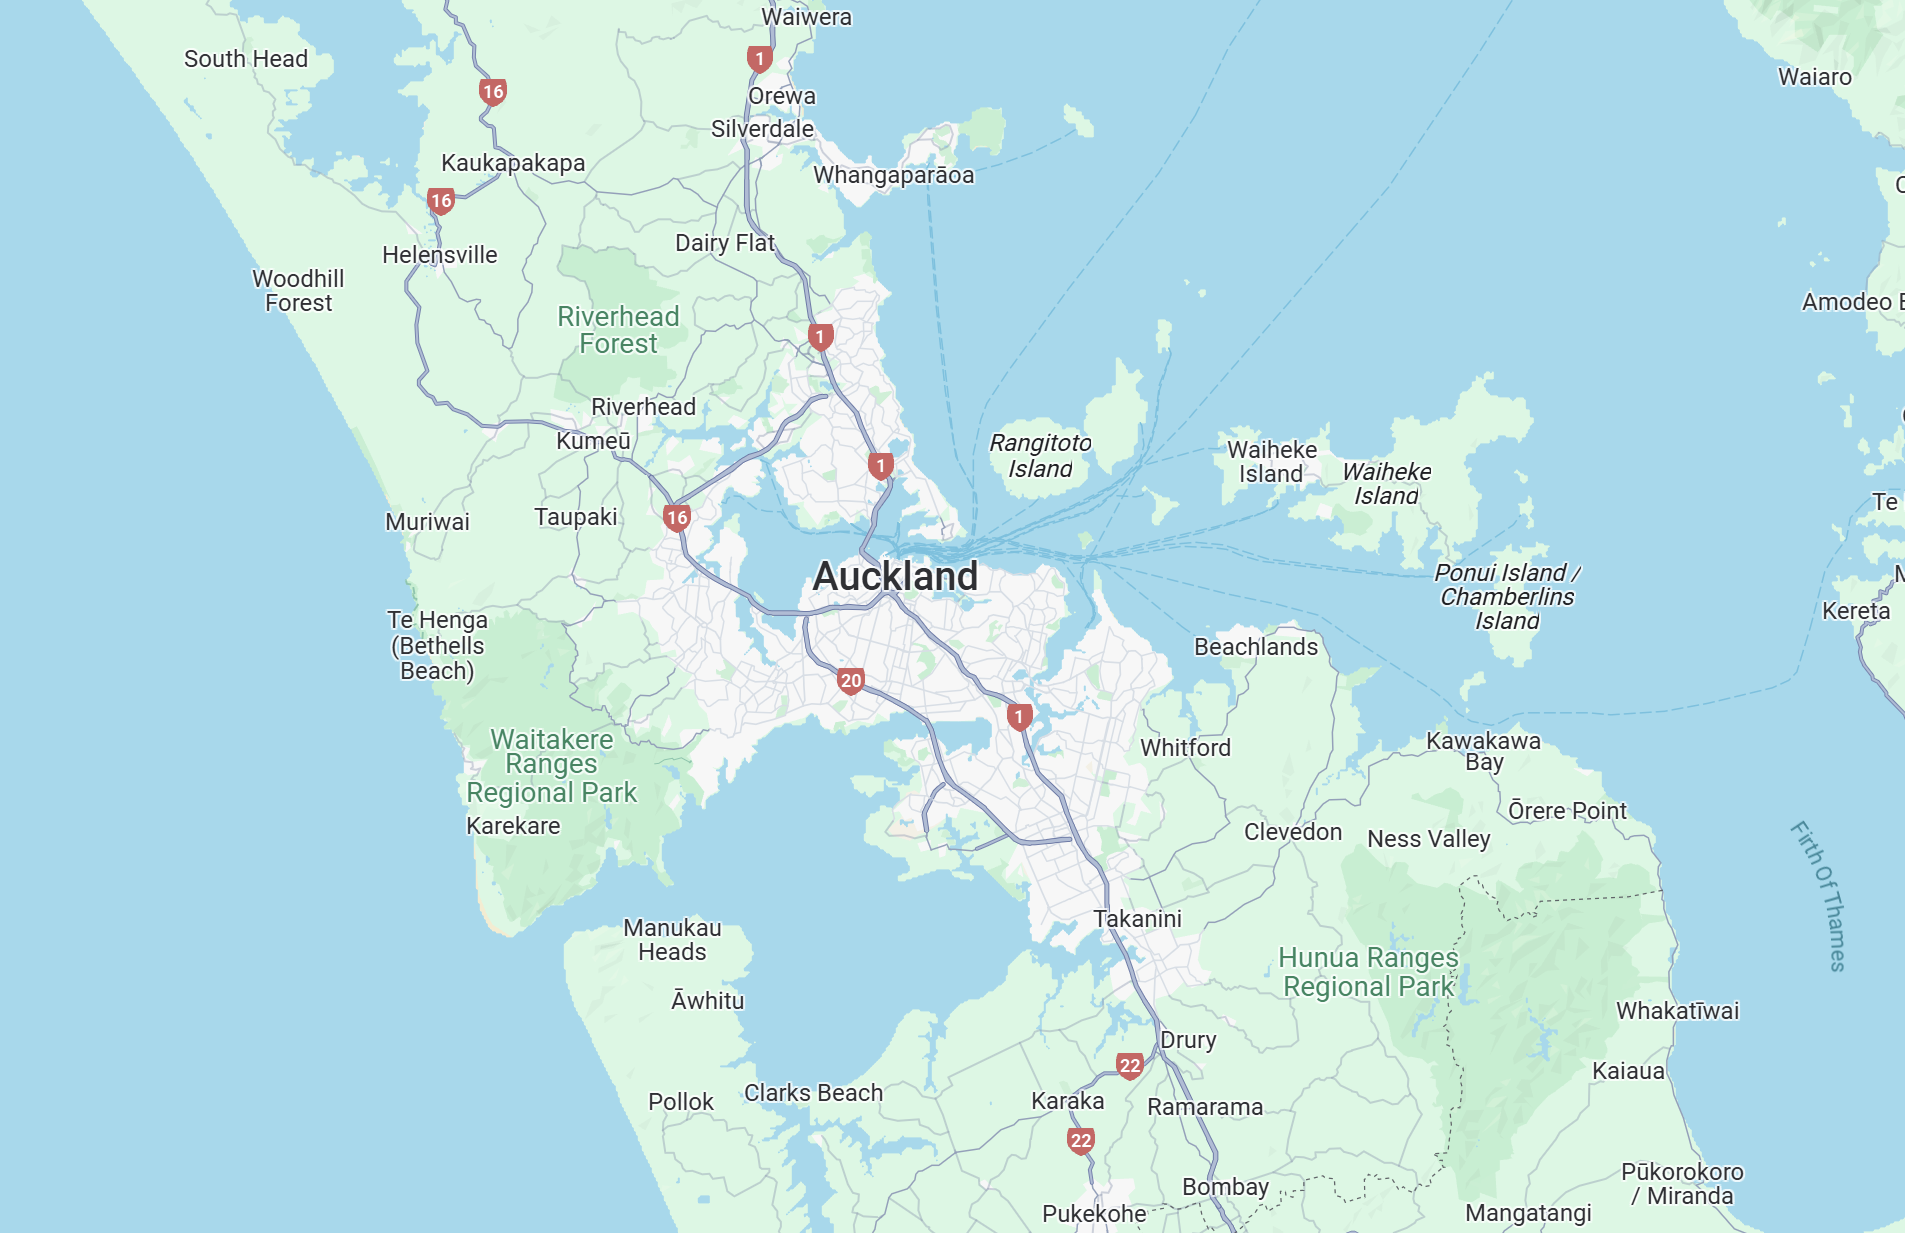 Waiwera
South Head
1
Waiaro
16
Orewa
Silverdale
Kaukapakapa
Whangaparāoa
16
Dairy Flat
Helensville
Woodhill
Forest
Amodeo
Riverhead
Forest
1
Riverhead
Kumeū
Rangitoto
Island
Waiheke
Island
Waiheke
Island
1
Te
16
Muriwai
Taupaki
Auckland
Ponui Island /
Chamberlins
Island
Kereta
Te Henga
(Bethells
Beach)
Beachlands
20
1
Waitakere
Ranges
Regional Park
Whitford
Kawakawa
Bay
Karekare
Ōrere Point
Clevedon
Ness Valley
Firth Of Thames
Takanini
Manukau
Heads
Hunua Ranges
Regional Park
Āwhitu
Whakatīwai
Drury
22
Kaiaua
Clarks Beach
Pollok
Karaka
Ramarama
22
Bombay
Pūkorokoro
/ Miranda
Pukekohe
Mangatangi